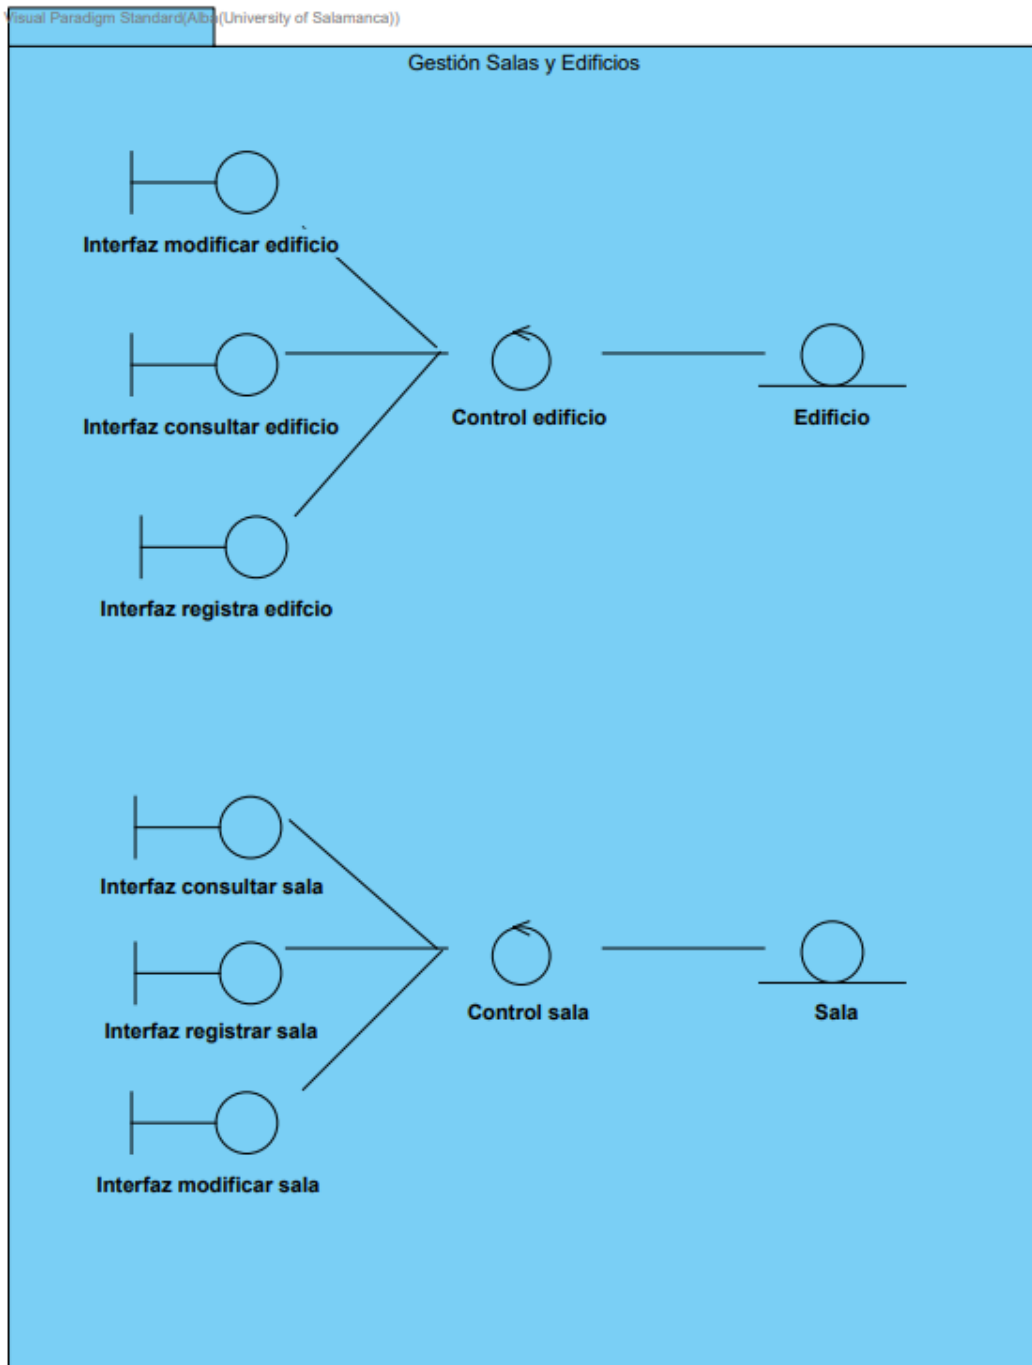 Visual Paradigm Standard(Alba(University of Salamanca))
Gestión Salas y Edificios
Interfaz modificar edificio
Interfaz consultar edificio
Control edificio
Edificio
Interfaz registra edifcio
Interfaz consultar sala
Interfaz registrar sala
Control sala
Sala
Interfaz modificar sala